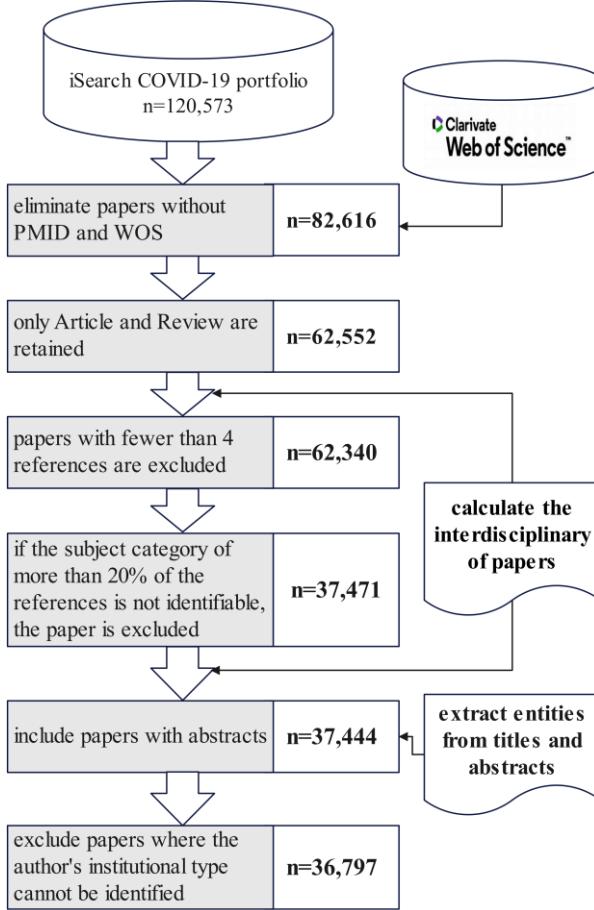 iSearch COVID-19 portfolio
n=120,573
Clarivate
Web of Science™
eliminate papers without
PMID and WOS
n=82,616
only Article and Review are
retained
n=62,552
papers with fewer than 4
references are excluded
n=62,340
calculate the
interdisciplinary
of papers
if the subject category of
more than 20% of the
references is not identifiable,
the paper is excluded
n=37,471
include papers with abstracts
n=37,444
extract entities
from titles and
abstracts
exclude papers where the
author's institutional type
cannot be identified
n=36,797